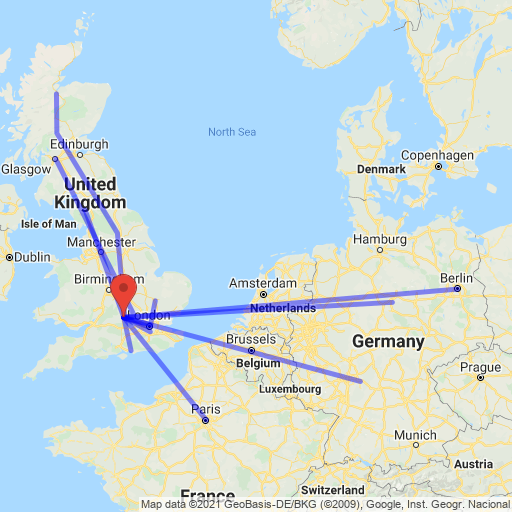 North Sea
Edinburgh
Glasgow
Copenhagen
Denmark
United
Kingdom
Isle of Man
Manchester
Hamburg
Dublin
Birmingham
Amsterdam
Berlin
London
Netherlands
Brussels
Germany
Belgium
Prague
Luxembourg
Paris
Munich
Austria
France
Switzerland
Map data ©2021 GeoBasis-DE/BKG (©2009), Google, Inst. Geogr. Nacional